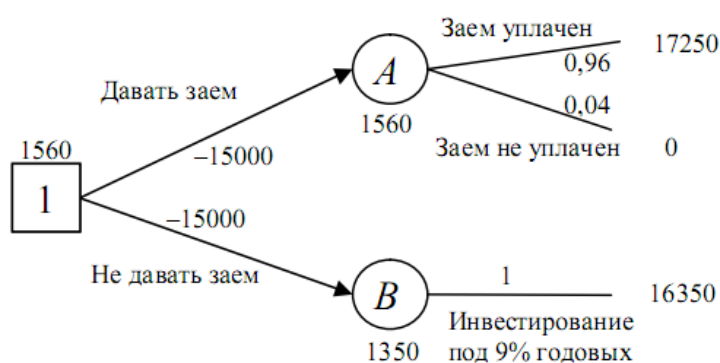 Заем уплачен
17250
0,96
A
Давать заем
0,04
1560
1560
Заем не уплачен
0
–15000
1
–15000
Не давать заем
1
B
16350
Инвестирование
1350
под 9% годовых